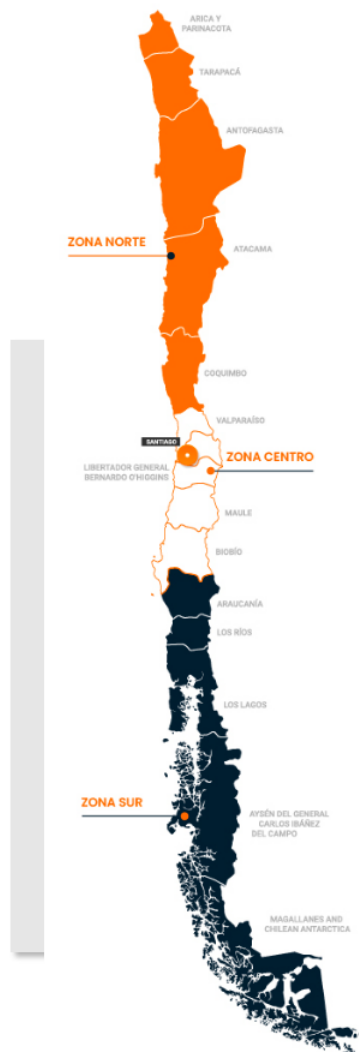 ARICA Y
PARINACOTA
TARAPACÁ
ANTOFAGASTA
ZONA NORTE
ATACAMA
COQUIMBO
VALPARAÍSO
SANTIAGO
ZONA CENTRO
LIBERTADOR GENERAL
BERNARDO O'HIGGINS
MAULE
BIOBÍO
ARAUCANÍA
LOS RÍOS
LOS LAGOS
ZONA SUR
AYSÉN DEL GENERAL
CARLOS IBÁÑEZ
DEL CAMPO
MAGALLANES AND
CHILEAN ANTARCTICA